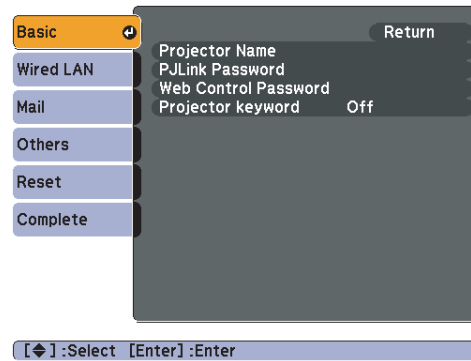 Basic
Wired LAN
Mail
Others
Reset
Complete
Return
Projector Name
PJLink Password
Web Control Password
Projector keyword Off
[◆] :Select [Enter] :Enter